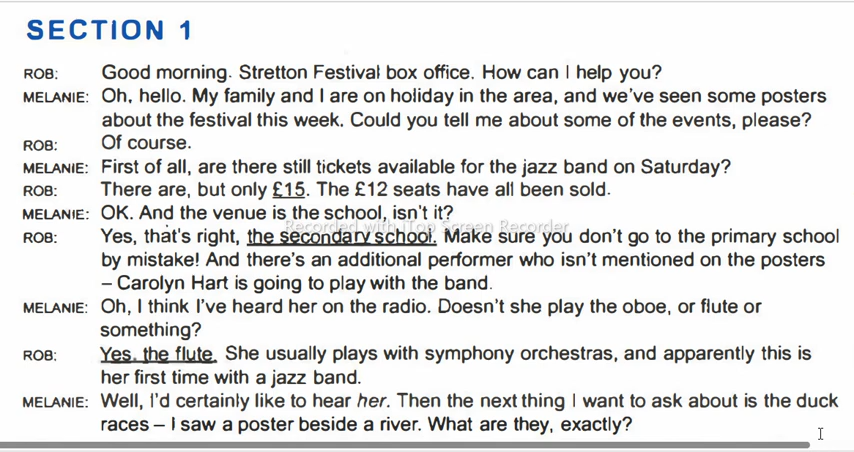 SECTION 1
ROB: Good morning. Stretton Festival box office. How can I help you?
MELANIE: Oh, hello. My family and I are on holiday in the area, and we've seen some posters
about the festival this week. Could you tell me about some of the events, please?
ROB: Of course.
MELANIE: First of all, are there still tickets available for the jazz band on Saturday?
ROB: There are, but only £15. The £12 seats have all been sold.
MELANIE: OK. And the venue is the school, isn't it?
Recorded with iTop Screen Recorder
ROB: Yes, that's right, the secondary school. Make sure you don't go to the primary school
by mistake! And there's an additional performer who isn't mentioned on the posters
– Carolyn Hart is going to play with the band.
MELANIE: Oh, I think I've heard her on the radio. Doesn't she play the oboe, or flute or
something?
ROB: Yes, the flute. She usually plays with symphony orchestras, and apparently this is
her first time with a jazz band.
MELANIE: Well, I'd certainly like to hear her. Then the next thing I want to ask about is the duck
races – I saw a poster beside a river. What are they, exactly?